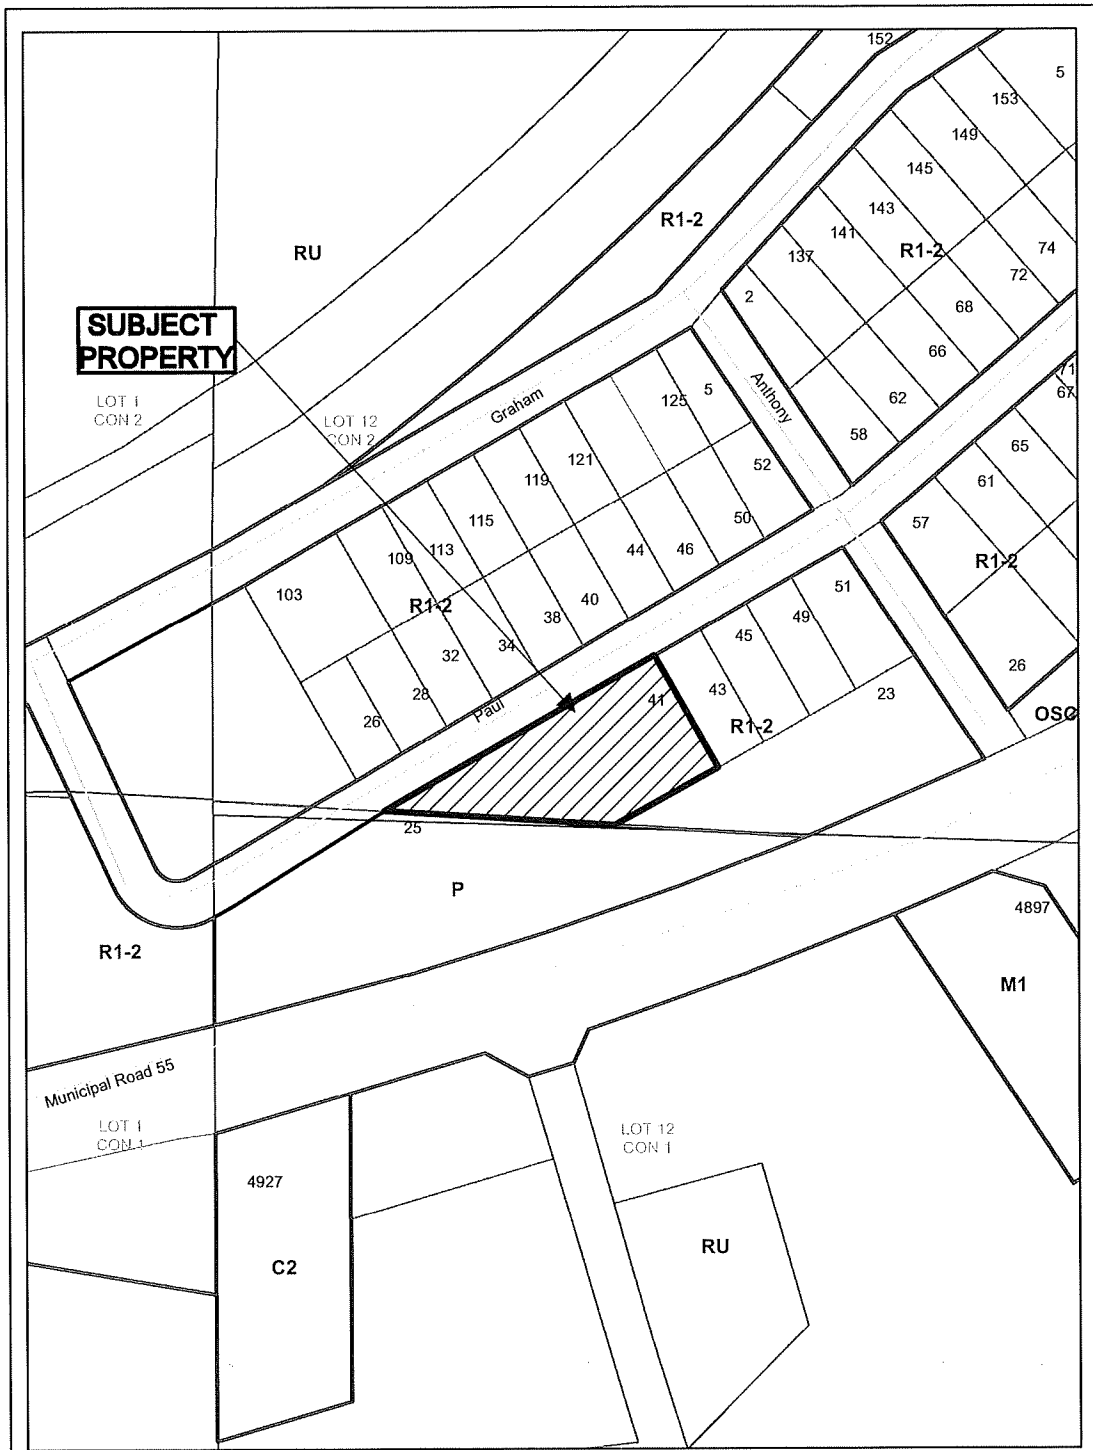 152
5
153
149
145
143
141
137
R1-2
R1-2
RU
74
72
68
66
62
58
2
SUBJECT
PROPERTY
LOT 1
CON 2
LOT 12
CON 2
Graham
Anthony
125
5
121
119
115
113
109
103
52
50
46
44
40
38
34
32
28
26
R1-2
71
67
65
61
57
R1-2
26
OSC
51
49
45
43
41
23
R1-2
Paul
25
P
R1-2
4897
M1
Municipal Road 55
LOT 1
CON 1
LOT 12
CON 1
4927
C2
RU